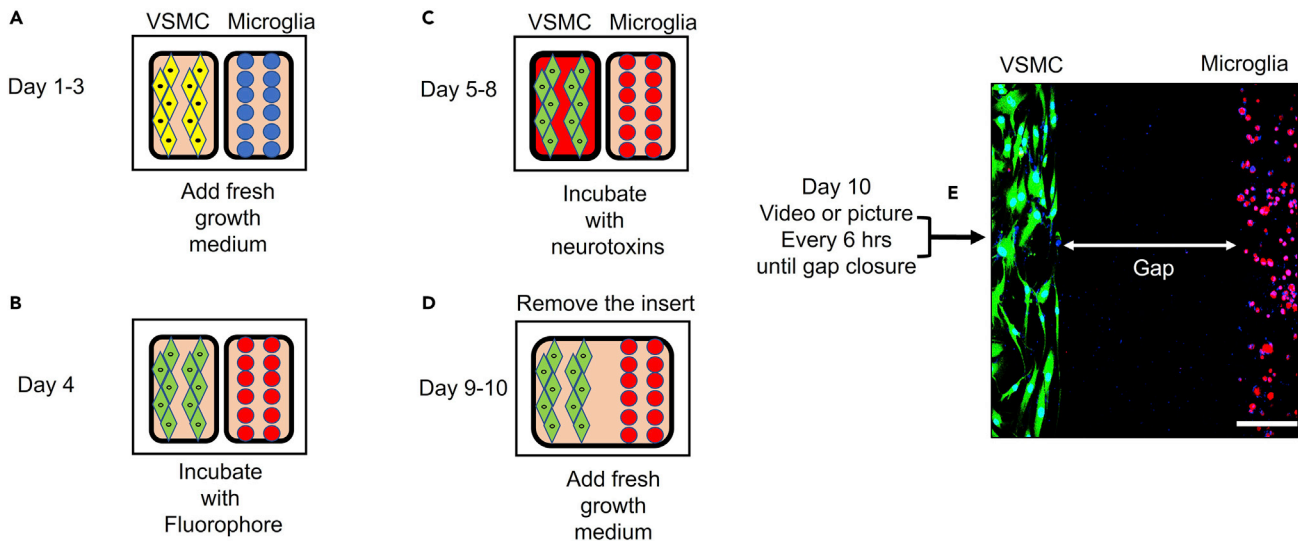 A
VSMC Microglia
Day 1-3
Add fresh
growth
medium
B
Day 4
Incubate
with
Fluorophore
C
VSMC Microglia
Day 5-8
Incubate
with
neurotoxins
D
Remove the insert
Day 9-10
Add fresh
growth
medium
Day 10
Video or picture
Every 6 hrs
until gap closure
E
VSMC
Microglia
Gap